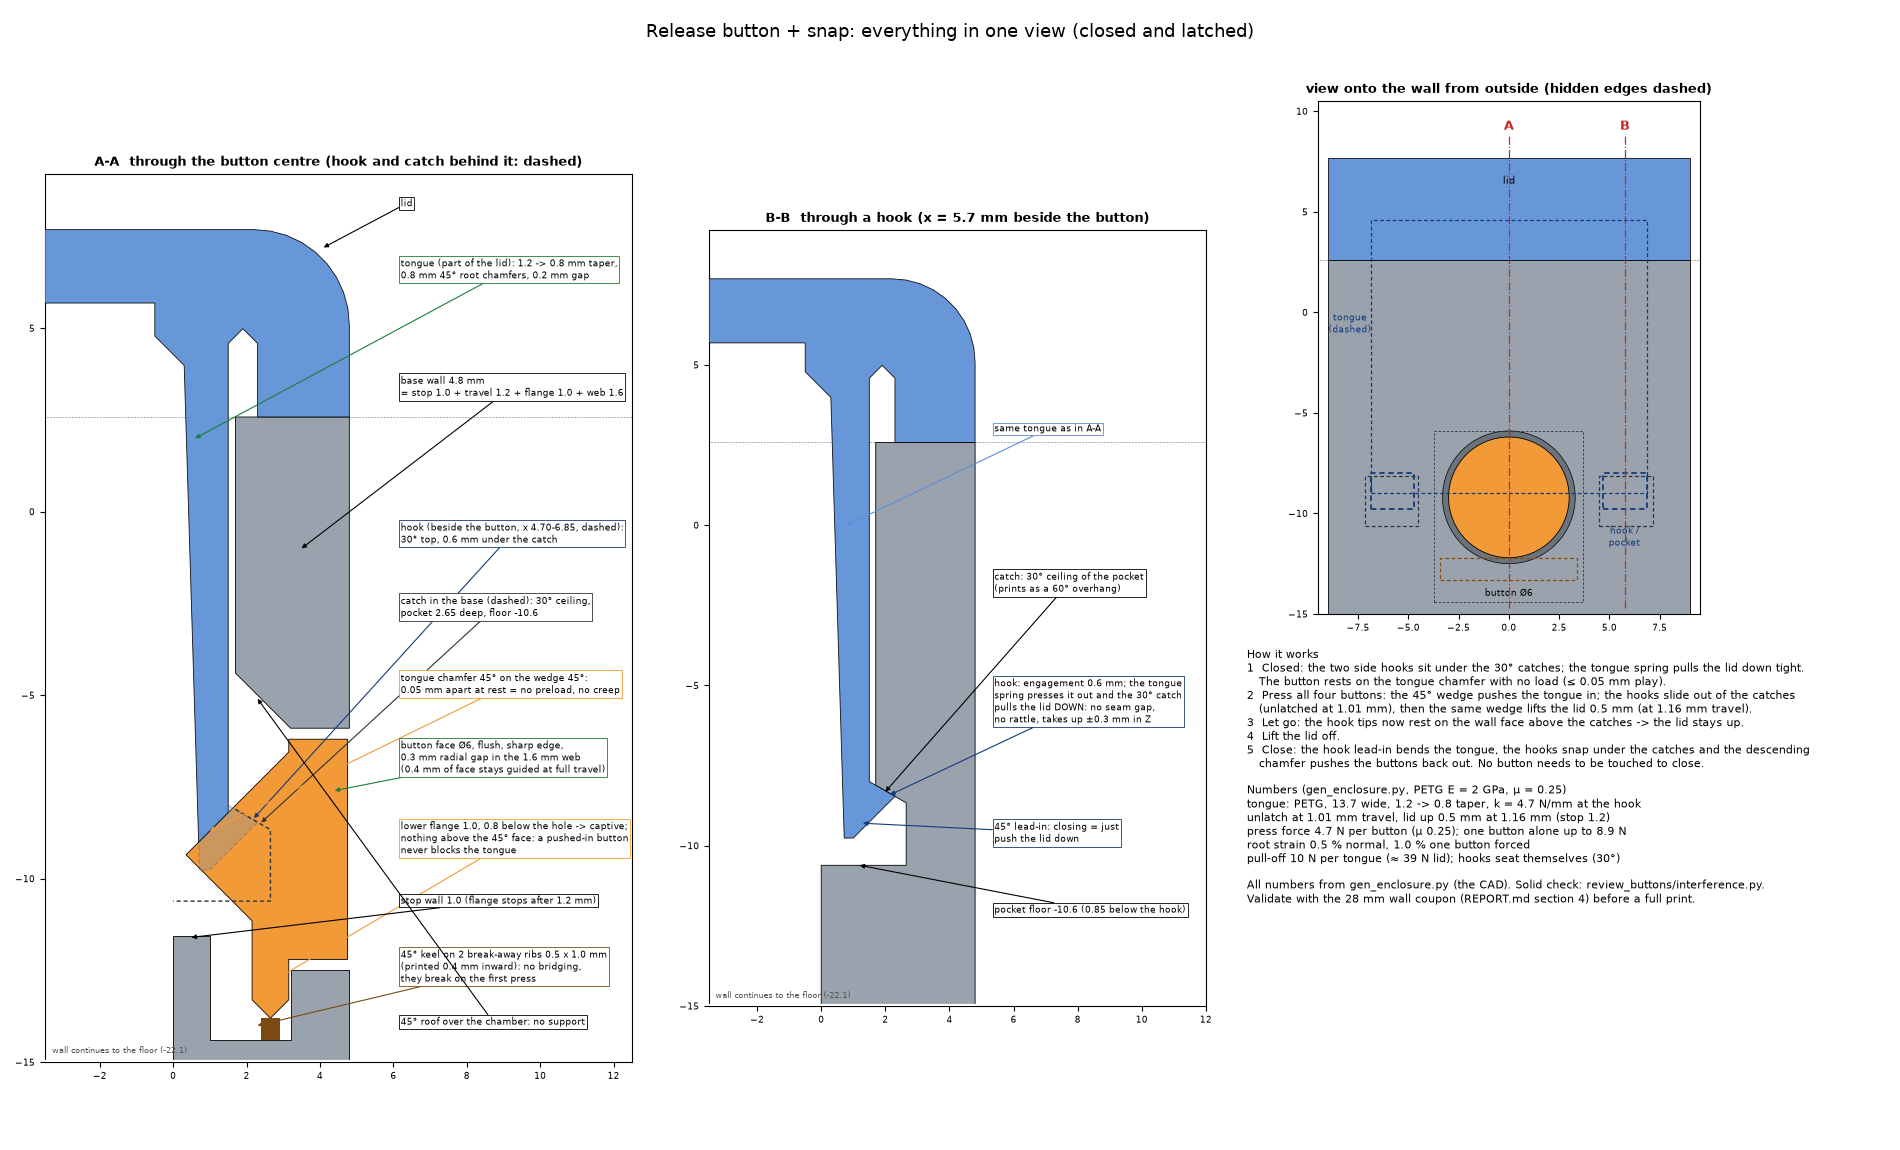 Release button + snap: everything in one view (closed and latched)
A-A  through the button centre (hook and catch behind it: dashed)
lid
tongue (part of the lid): 1.2 -> 0.8 mm taper,
0.8 mm 45° root chamfers, 0.2 mm gap
base wall 4.8 mm
= stop 1.0 + travel 1.2 + flange 1.0 + web 1.6
hook (beside the button, x 4.70-6.85, dashed):
30° top, 0.6 mm under the catch
catch in the base (dashed): 30° ceiling,
pocket 2.65 deep, floor -10.6
tongue chamfer 45° on the wedge 45°:
0.05 mm apart at rest = no preload, no creep
button face Ø6, flush, sharp edge,
0.3 mm radial gap in the 1.6 mm web
(0.4 mm of face stays guided at full travel)
lower flange 1.0, 0.8 below the hole -> captive;
nothing above the 45° face: a pushed-in button
never blocks the tongue
stop wall 1.0 (flange stops after 1.2 mm)
45° keel on 2 break-away ribs 0.5 x 1.0 mm
(printed 0.4 mm inward): no bridging,
they break on the first press
45° roof over the chamber: no support
wall continues to the floor (-22.1)
5
0
−5
−10
−15
−2
0
2
4
6
8
10
12
B-B  through a hook (x = 5.7 mm beside the button)
same tongue as in A-A
catch: 30° ceiling of the pocket
(prints as a 60° overhang)
hook: engagement 0.6 mm; the tongue
spring presses it out and the 30° catch
pulls the lid DOWN: no seam gap,
no rattle, takes up ±0.3 mm in Z
45° lead-in: closing = just
push the lid down
pocket floor -10.6 (0.85 below the hook)
wall continues to the floor (-22.1)
5
0
−5
−10
−15
−2
0
2
4
6
8
10
12
view onto the wall from outside (hidden edges dashed)
A
B
lid
tongue
(dashed)
hook /
pocket
button Ø6
10
5
0
−5
−10
−15
−7.5
−5.0
−2.5
0.0
2.5
5.0
7.5
How it works
1  Closed: the two side hooks sit under the 30° catches; the tongue spring pulls the lid down tight.
The button rests on the tongue chamfer with no load (≤ 0.05 mm play).
2  Press all four buttons: the 45° wedge pushes the tongue in; the hooks slide out of the catches
(unlatched at 1.01 mm), then the same wedge lifts the lid 0.5 mm (at 1.16 mm travel).
3  Let go: the hook tips now rest on the wall face above the catches -> the lid stays up.
4  Lift the lid off.
5  Close: the hook lead-in bends the tongue, the hooks snap under the catches and the descending
chamfer pushes the buttons back out. No button needs to be touched to close.
Numbers (gen_enclosure.py, PETG E = 2 GPa, μ = 0.25)
tongue: PETG, 13.7 wide, 1.2 -> 0.8 taper, k = 4.7 N/mm at the hook
unlatch at 1.01 mm travel, lid up 0.5 mm at 1.16 mm (stop 1.2)
press force 4.7 N per button (μ 0.25); one button alone up to 8.9 N
root strain 0.5 % normal, 1.0 % one button forced
pull-off 10 N per tongue (≈ 39 N lid); hooks seat themselves (30°)
All numbers from gen_enclosure.py (the CAD). Solid check: review_buttons/interference.py.
Validate with the 28 mm wall coupon (REPORT.md section 4) before a full print.